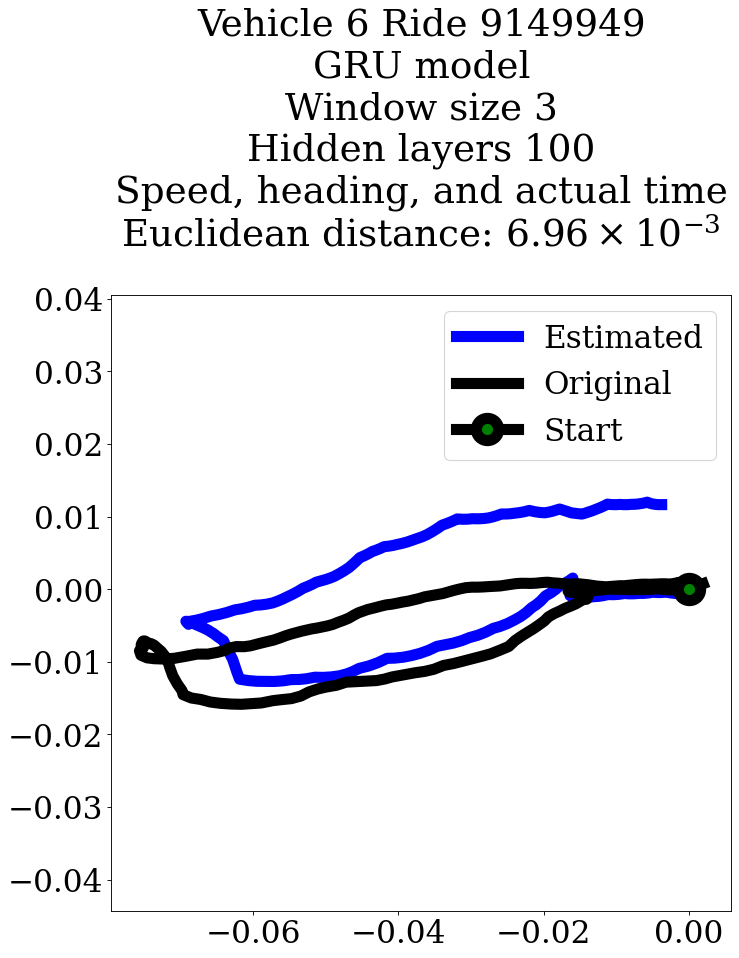 Vehicle 6 Ride 9149949
GRU model
Window size 3
Hidden layers 100
Speed, heading, and actual time
Euclidean distance: 6.96 × 10⁻³
Estimated
Original
Start
0.04
0.03
0.02
0.01
0.00
−0.01
−0.02
−0.03
−0.04
−0.06 −0.04 −0.02 0.00